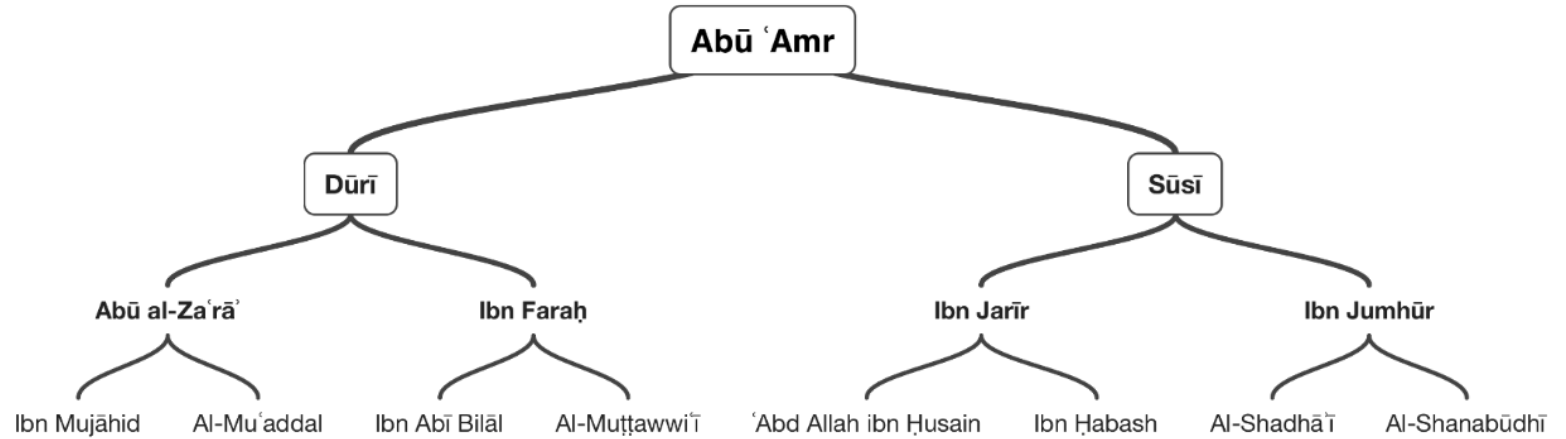 Abū ʿAmr
Dūrī
Sūsī
Abū al-Zaʿrāʾ
Ibn Faraḥ
Ibn Jarīr
Ibn Jumhūr
Ibn Mujāhid
Al-Muʿaddal
Ibn Abī Bilāl
Al-Muṭṭawwiʿī
ʿAbd Allah ibn Ḥusain
Ibn Ḥabash
Al-Shadhāʾī
Al-Shanabūdhī